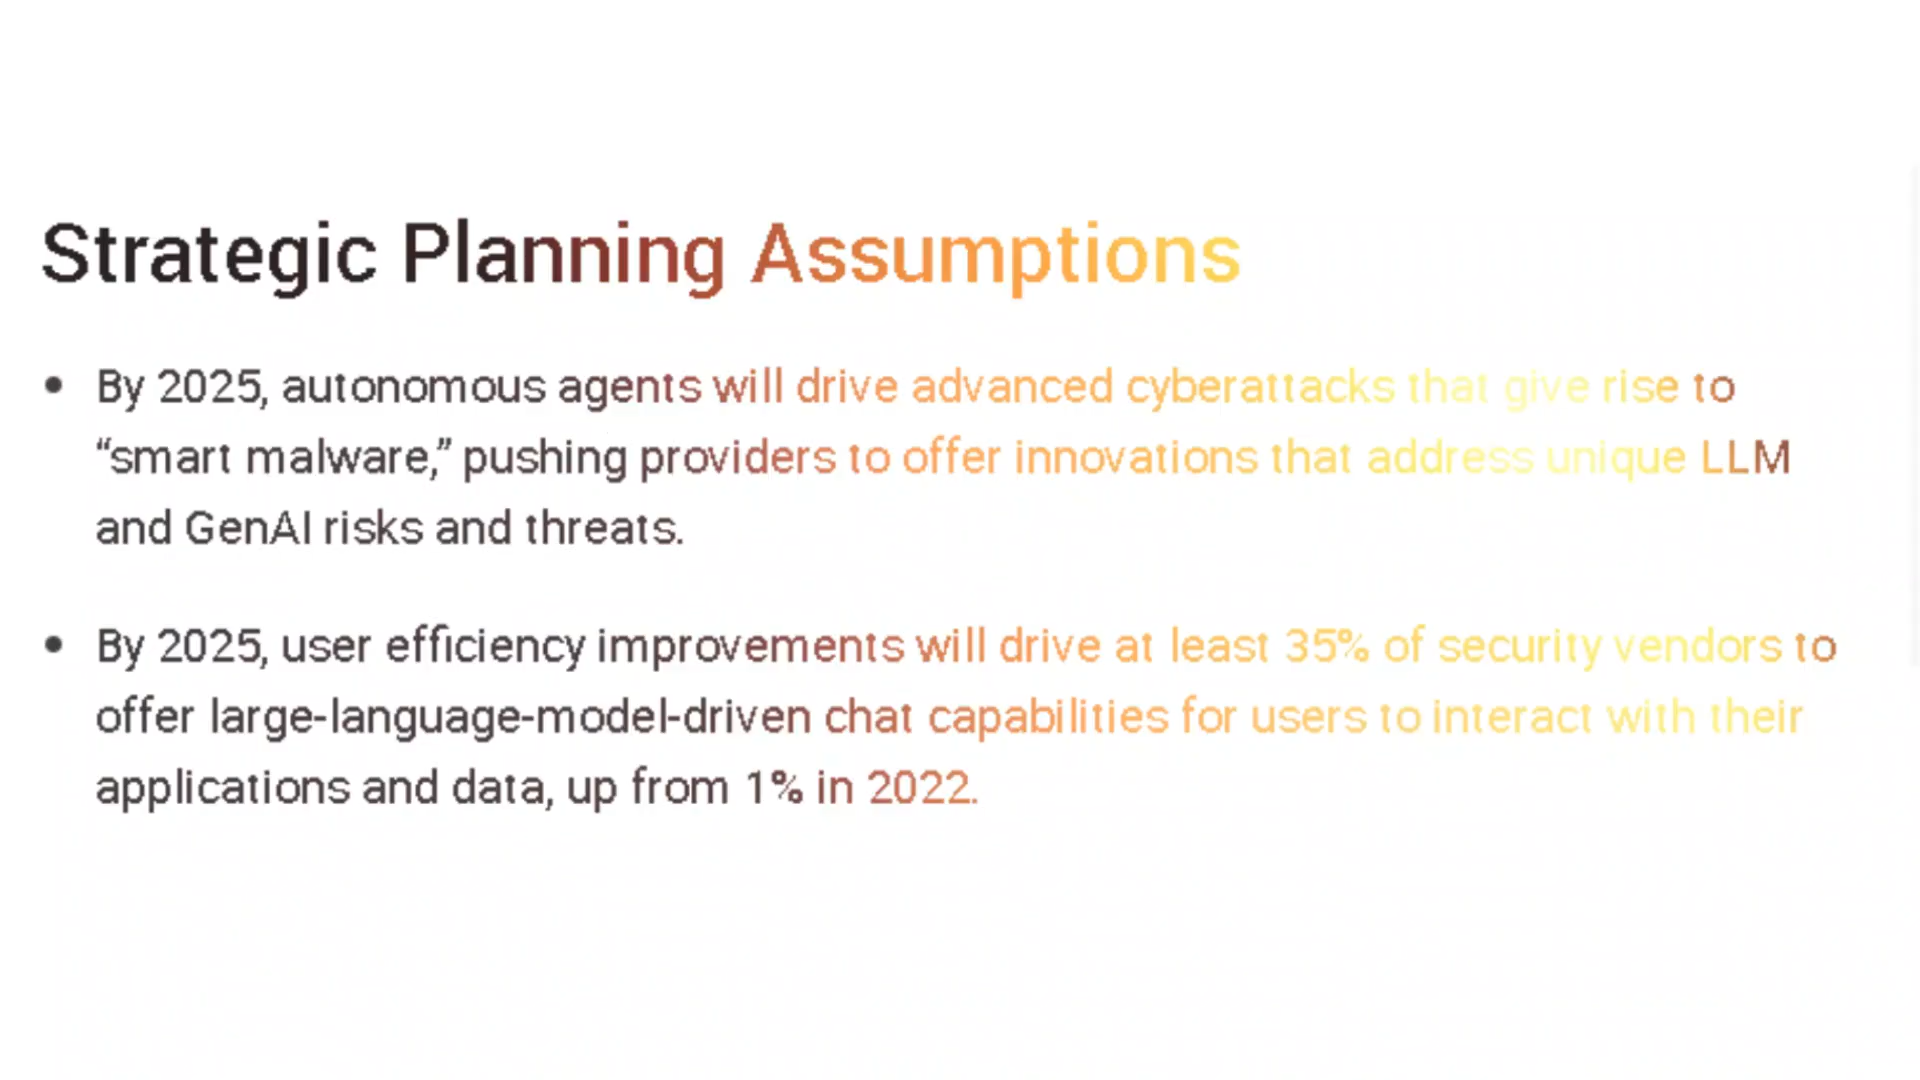 Strategic Planning Assumptions
• By 2025, autonomous agents will drive advanced cyberattacks that give rise to
“smart malware,” pushing providers to offer innovations that address unique LLM
and GenAI risks and threats.
• By 2025, user efficiency improvements will drive at least 35% of security vendors to
offer large-language-model-driven chat capabilities for users to interact with their
applications and data, up from 1% in 2022.